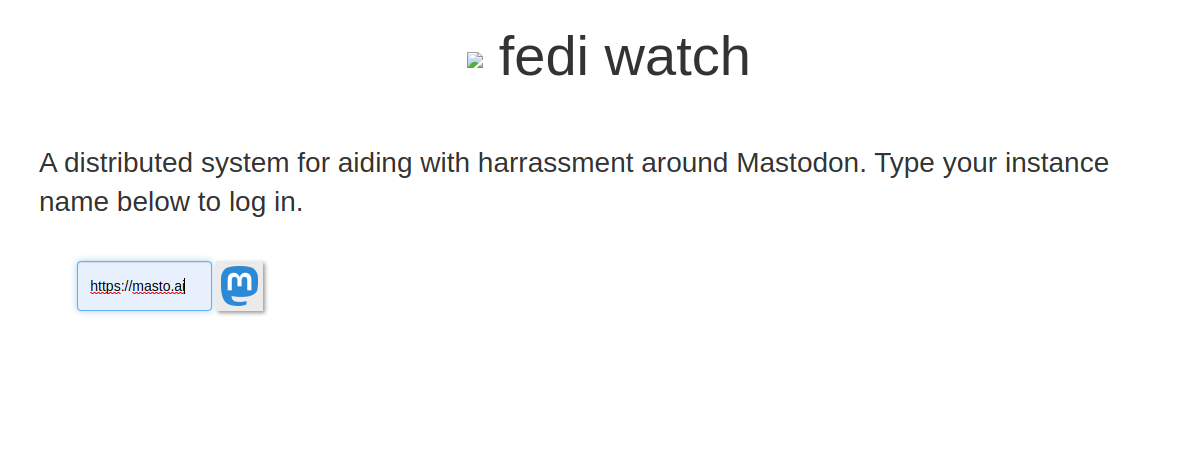 fedi watch
A distributed system for aiding with harrassment around Mastodon. Type your instance
name below to log in.
https://masto.ai